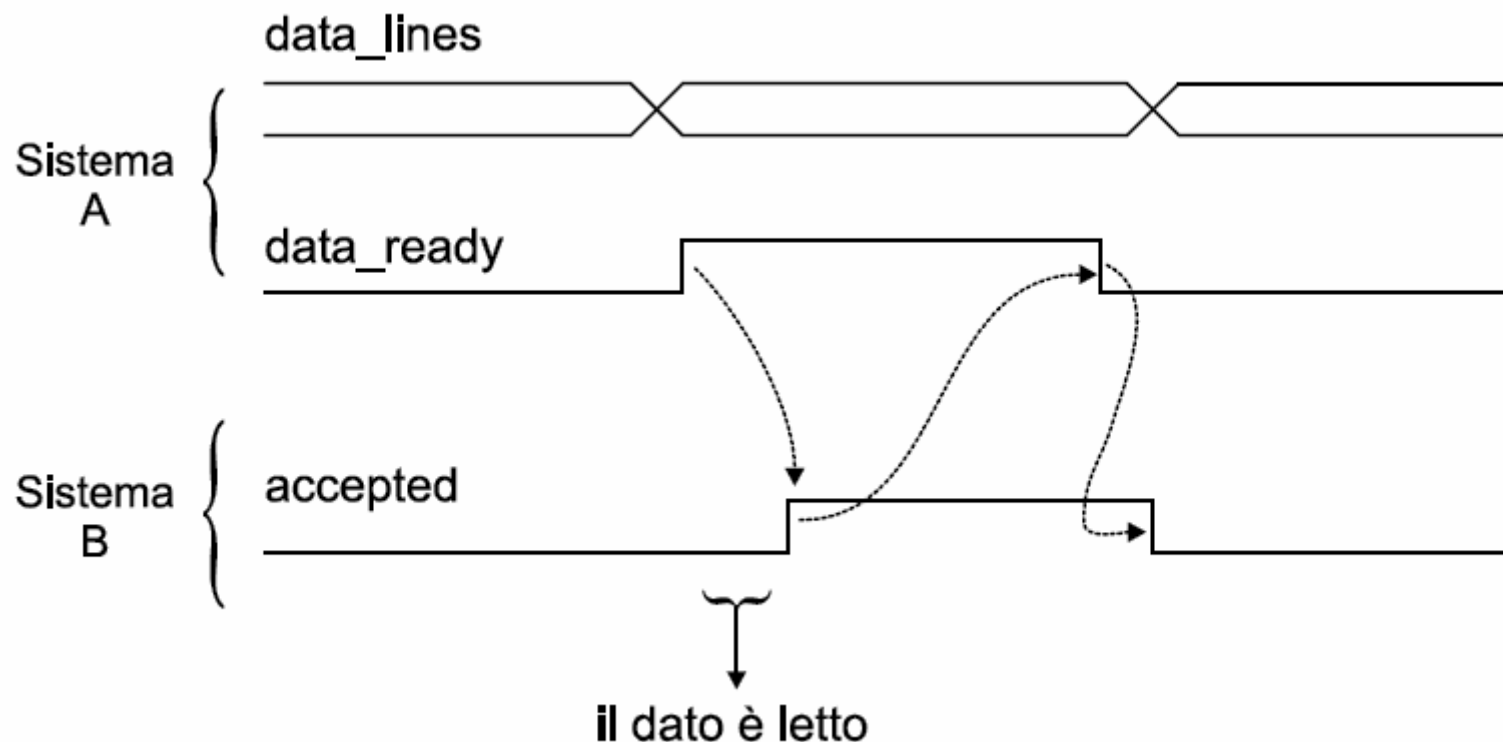 data_lines
Sistema
A
data_ready
Sistema
B
accepted
il dato è letto